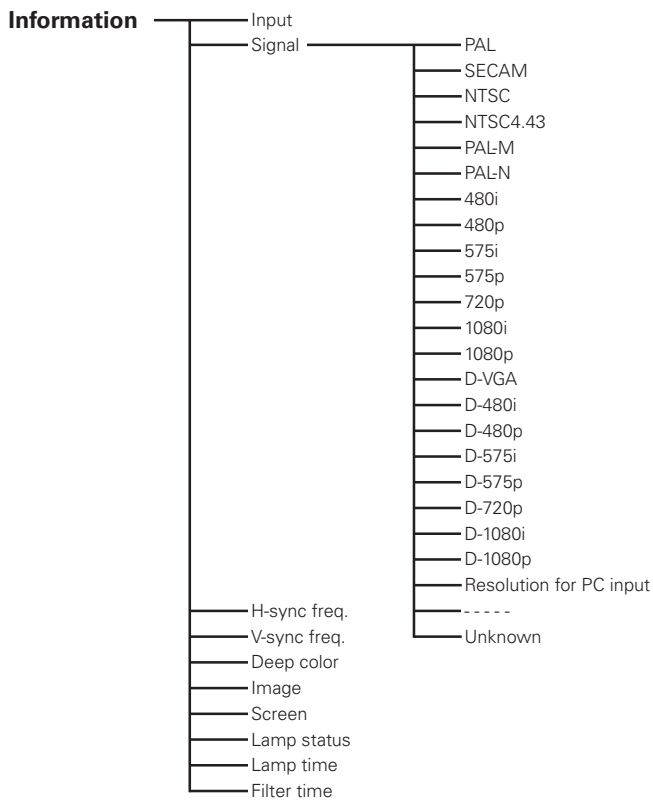 Information
Input
Signal
PAL
SECAM
NTSC
NTSC4.43
PAL-M
PAL-N
480i
480p
575i
575p
720p
1080i
1080p
D-VGA
D-480i
D-480p
D-575i
D-575p
D-720p
D-1080i
D-1080p
Resolution for PC input
- - - - -
Unknown
H-sync freq.
V-sync freq.
Deep color
Image
Screen
Lamp status
Lamp time
Filter time